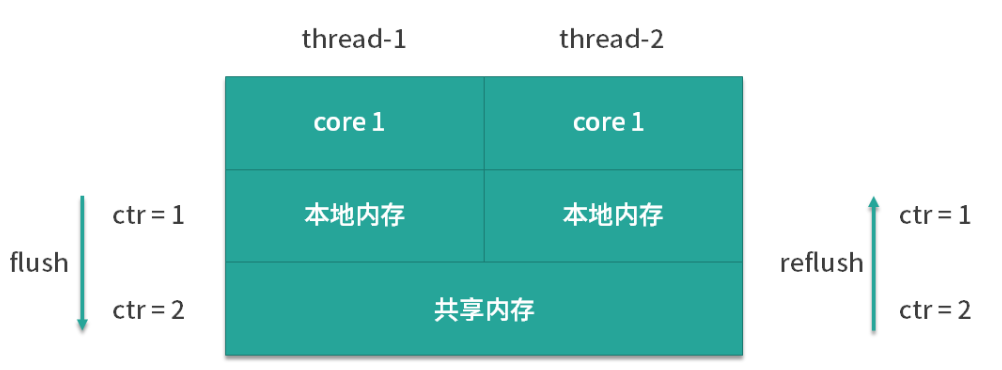 thread-1 thread-2
core 1 core 1
ctr = 1 本地内存 本地内存 ctr = 1
flush reflush
ctr = 2 共享内存 ctr = 2